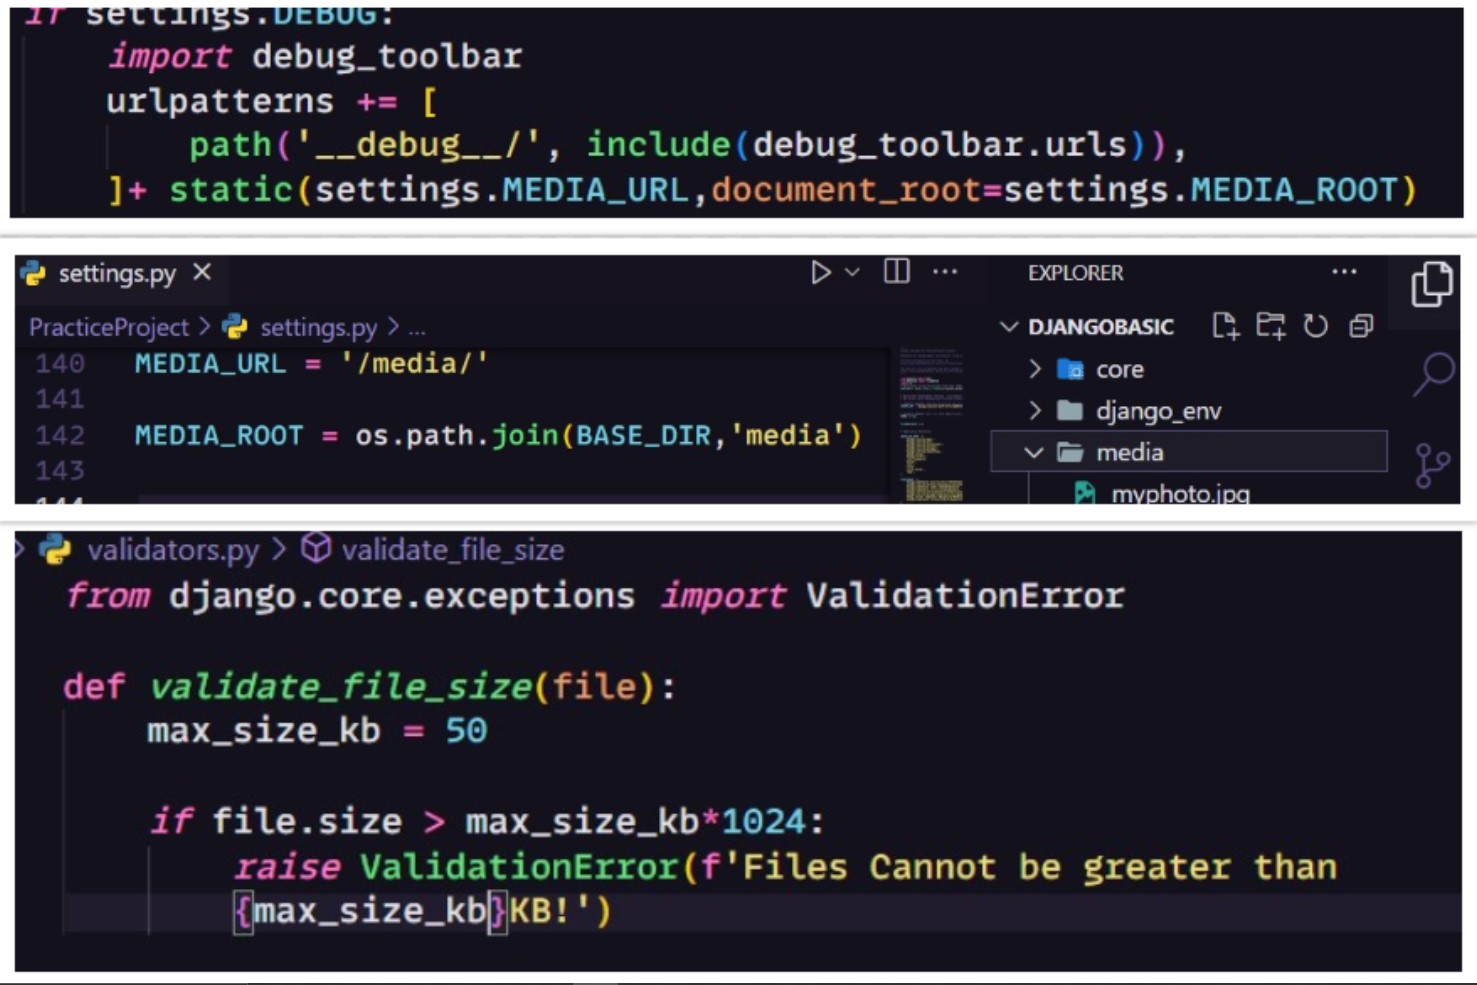 if settings.DEBUG:
import debug_toolbar
urlpatterns += [
path('__debug__/', include(debug_toolbar.urls)),
]+ static(settings.MEDIA_URL,document_root=settings.MEDIA_ROOT)
settings.py
EXPLORER
PracticeProject > settings.py > ...
DJANGOBASIC
140 MEDIA_URL = '/media/'
core
141
django_env
142 MEDIA_ROOT = os.path.join(BASE_DIR,'media')
media
143
144
myphoto.jpg
> validators.py > validate_file_size
from django.core.exceptions import ValidationError
def validate_file_size(file):
max_size_kb = 50
if file.size > max_size_kb*1024:
raise ValidationError(f'Files Cannot be greater than
{max_size_kb}KB!')